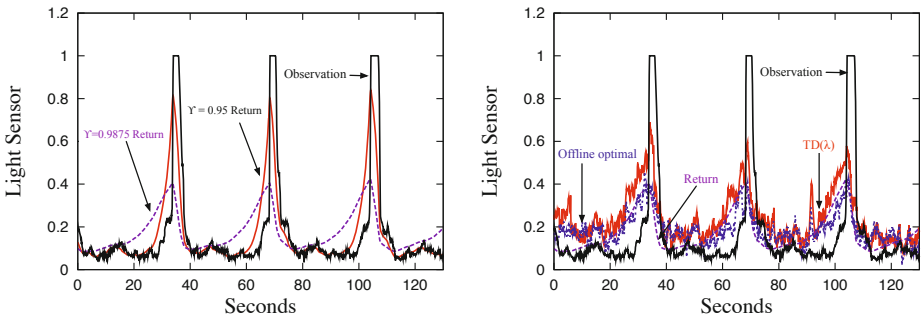 1.2
1
0.8
0.6
0.4
0.2
0
Light Sensor
Observation
ϒ=0.95 Return
ϒ=0.9875 Return
0 20 40 60 80 100 120
Seconds
1.2
1
0.8
0.6
0.4
0.2
0
Light Sensor
Observation
TD(λ)
Offline optimal
Return
0 20 40 60 80 100 120
Seconds